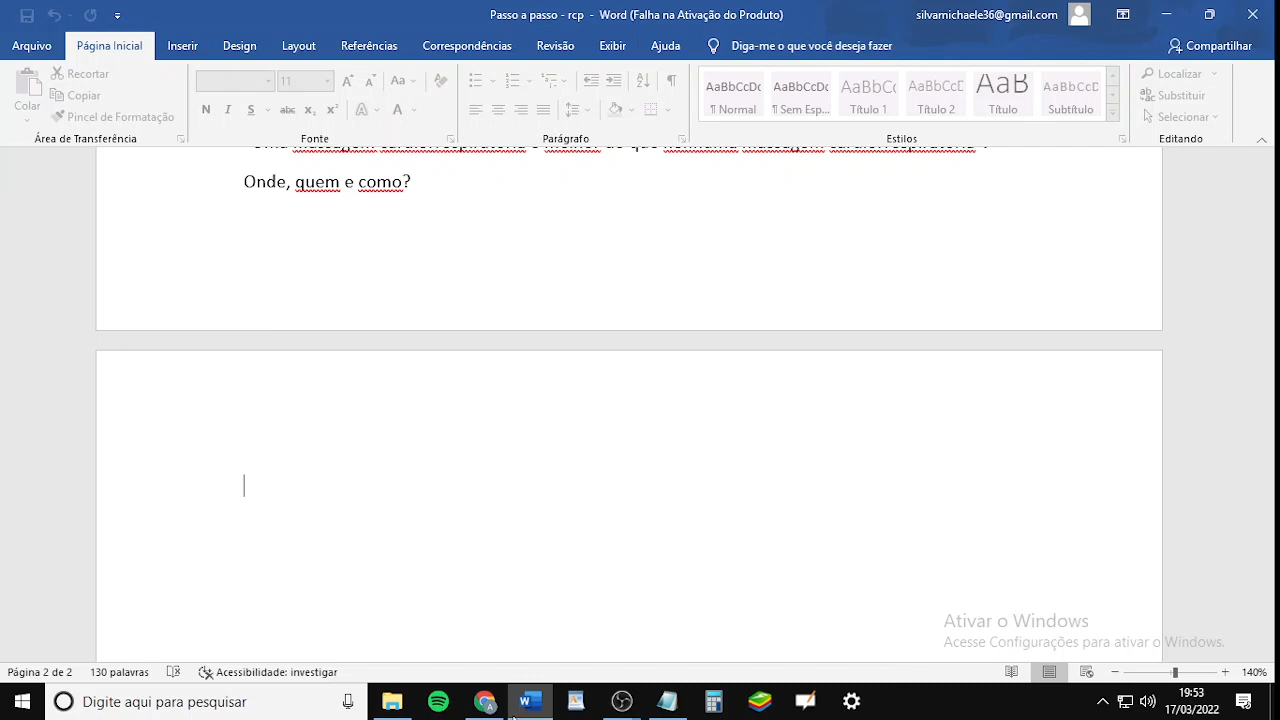 Passo a passo - rcp - Word (Falha na Ativação do Produto)
silvamichaele36@gmail.com
Arquivo Página Inicial Inserir Design Layout Referências Correspondências Revisão Exibir Ajuda Diga-me o que você deseja fazer Compartilhar
Colar
Recortar
Copiar
Pincel de Formatação
Área de Transferência
11
Aa
N I S abc x₂ x² A A
Fonte
Parágrafo
AaBbCcDc AaBbCcDc AaBbCc AaBbCcD AaB AaBbCcD
¶ Normal ¶ Sem Esp... Título 1 Título 2 Título Subtítulo
Estilos
Localizar
Substituir
Selecionar
Editando
Onde, quem e como?
Ativar o Windows
Acesse Configurações para ativar o Windows.
Página 2 de 2 130 palavras Acessibilidade: investigar 140%
Digite aqui para pesquisar
19:53
17/03/2022